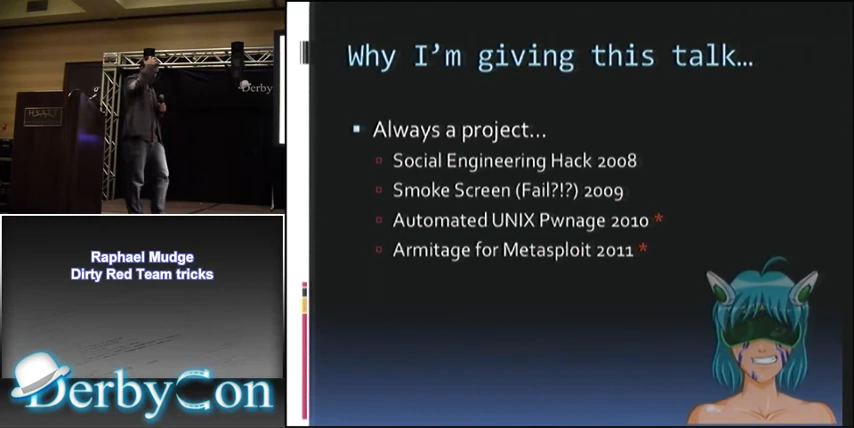 HYATT
Derby
Raphael Mudge
Dirty Red Team tricks
DerbyCon
Why I'm giving this talk…
Always a project…
Social Engineering Hack 2008
Smoke Screen (Fail?!?) 2009
Automated UNIX Pwnage 2010 *
Armitage for Metasploit 2011 *